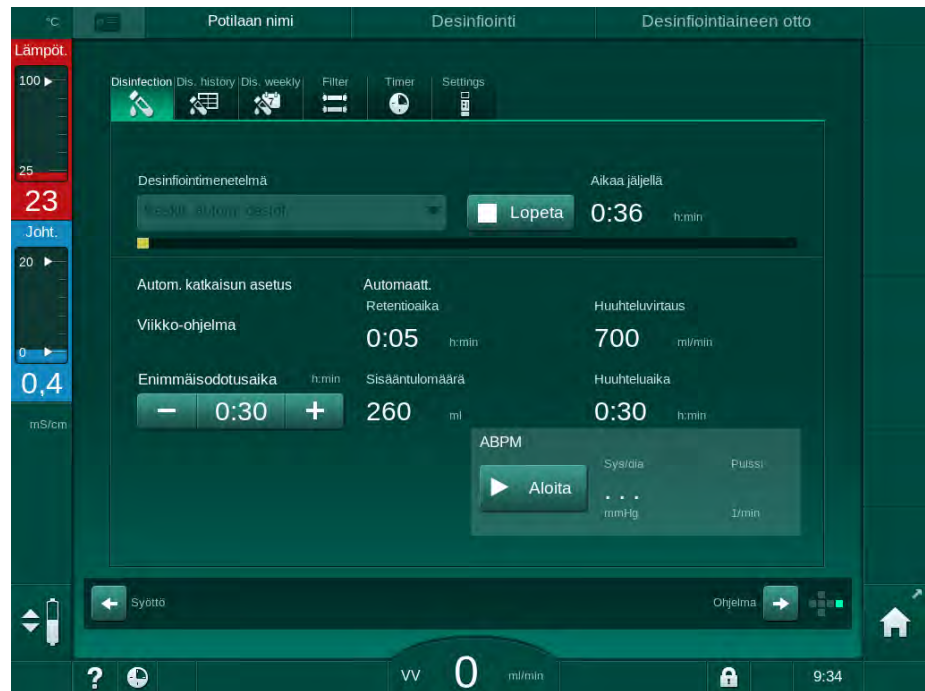 °C Potilaan nimi Desinfiointi Desinfiointiaineen otto
Lämpöt.
100
25
23
Joht.
20
0
0,4
mS/cm
Disinfection Dis. history Dis. weekly Filter Timer Settings
7
Desinfiointimenetelmä
Aikaa jäljellä
Lopeta 0:36 h:min
Autom. katkaisun asetus Automaatt.
Retentioaika Huuhteluvirtaus
Viikko-ohjelma
0:05 h:min 700 ml/min
Enimmäisodotusaika h:min Sisääntulomäärä Huuhteluaika
− 0:30 + 260 ml 0:30 h:min
ABPM
Sys/dia Pulssi
Aloita
. . .
mmHg 1/min
Syöttö Ohjelma
? VV 0 ml/min 9:34